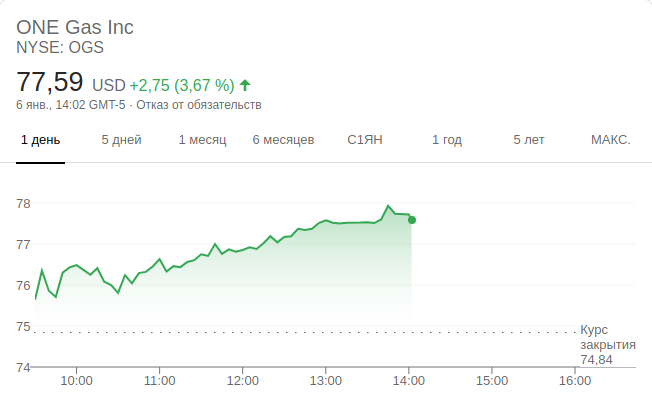 ONE Gas Inc
NYSE: OGS
77,59 USD +2,75 (3,67 %)
6 янв., 14:02 GMT-5 · Отказ от обязательств
1 день 5 дней 1 месяц 6 месяцев С1ЯН 1 год 5 лет МАКС.
78
77
76
75
74
Курс
закрытия
74,84
10:00 11:00 12:00 13:00 14:00 15:00 16:00